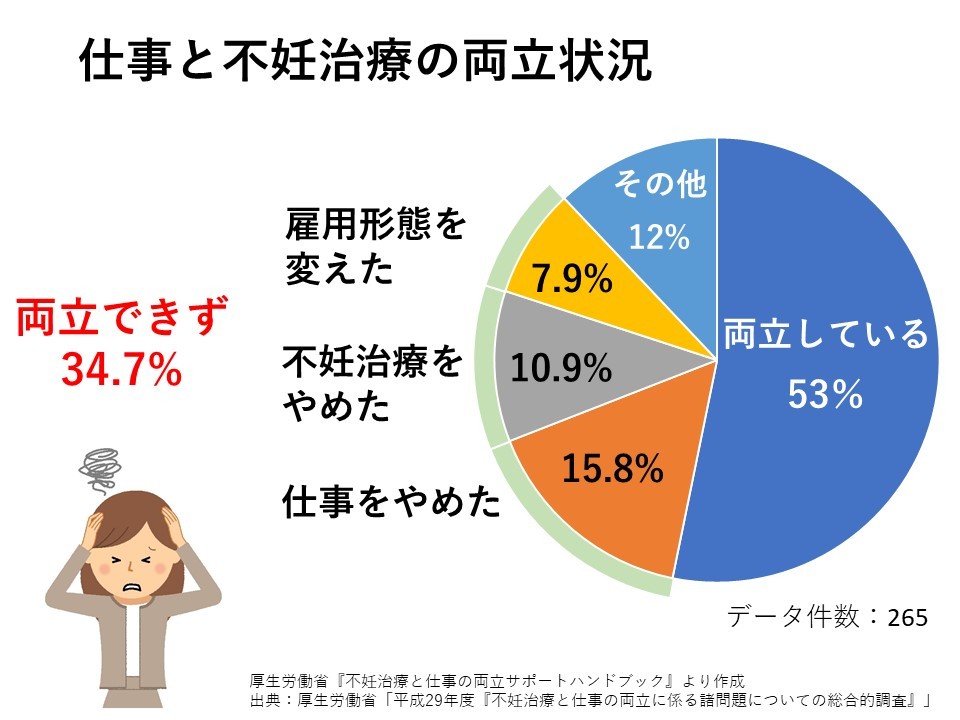 仕事と不妊治療の両立状況
その他
12%
雇用形態を
変えた
7.9%
両立できず
34.7%
両立している
53%
不妊治療を
やめた
10.9%
15.8%
仕事をやめた
データ件数：265
厚生労働省『不妊治療と仕事の両立サポートハンドブック』より作成
出典：厚生労働省「平成29年度『不妊治療と仕事の両立に係る諸問題についての総合的調査』」